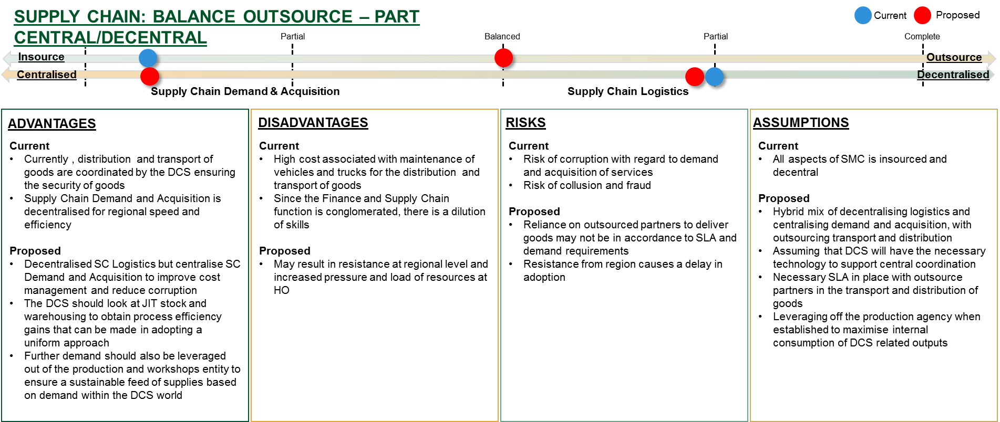 SUPPLY CHAIN: BALANCE OUTSOURCE – PART
CENTRAL/DECENTRAL
Current
Proposed
Partial
Balanced
Partial
Complete
Insource
Outsource
Centralised
Decentralised
Supply Chain Demand & Acquisition
Supply Chain Logistics
ADVANTAGES
Current
• Currently , distribution and transport of
goods are coordinated by the DCS ensuring
the security of goods
• Supply Chain Demand and Acquisition is
decentralised for regional speed and
efficiency
Proposed
• Decentralised SC Logistics but centralise SC
Demand and Acquisition to improve cost
management and reduce corruption
• The DCS should look at JIT stock and
warehousing to obtain process efficiency
gains that can be made in adopting a
uniform approach
• Further demand should also be leveraged
out of the production and workshops entity to
ensure a sustainable feed of supplies based
on demand within the DCS world
DISADVANTAGES
Current
• High cost associated with maintenance of
vehicles and trucks for the distribution and
transport of goods
• Since the Finance and Supply Chain
function is conglomerated, there is a dilution
of skills
Proposed
• May result in resistance at regional level and
increased pressure and load of resources at
HO
RISKS
Current
• Risk of corruption with regard to demand
and acquisition of services
• Risk of collusion and fraud
Proposed
• Reliance on outsourced partners to deliver
goods may not be in accordance to SLA and
demand requirements
• Resistance from region causes a delay in
adoption
ASSUMPTIONS
Current
• All aspects of SMC is insourced and
decentral
Proposed
• Hybrid mix of decentralising logistics and
centralising demand and acquisition, with
outsourcing transport and distribution
• Assuming that DCS will have the necessary
technology to support central coordination
• Necessary SLA in place with outsource
partners in the transport and distribution of
goods
• Leveraging off the production agency when
established to maximise internal
consumption of DCS related outputs